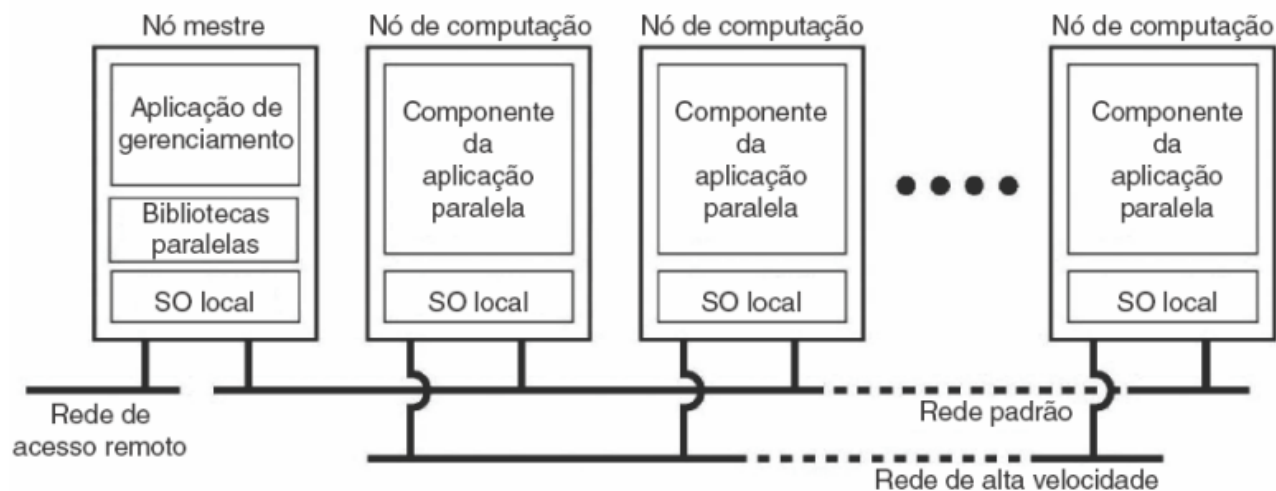 Nó mestre
Nó de computação
Nó de computação
Nó de computação
Aplicação de
gerenciamento
Bibliotecas
paralelas
SO local
Componente
da
aplicação
paralela
SO local
Componente
da
aplicação
paralela
SO local
Componente
da
aplicação
paralela
SO local
Rede de
acesso remoto
Rede padrão
Rede de alta velocidade